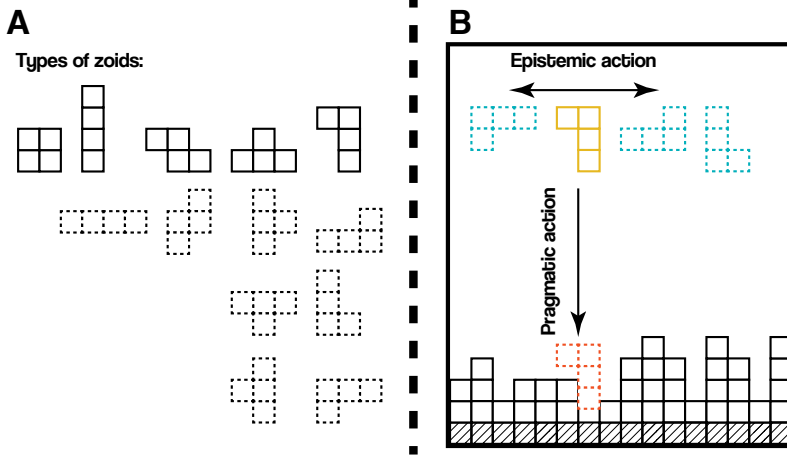 A
Types of zoids:
B
Epistemic action
Pragmatic action